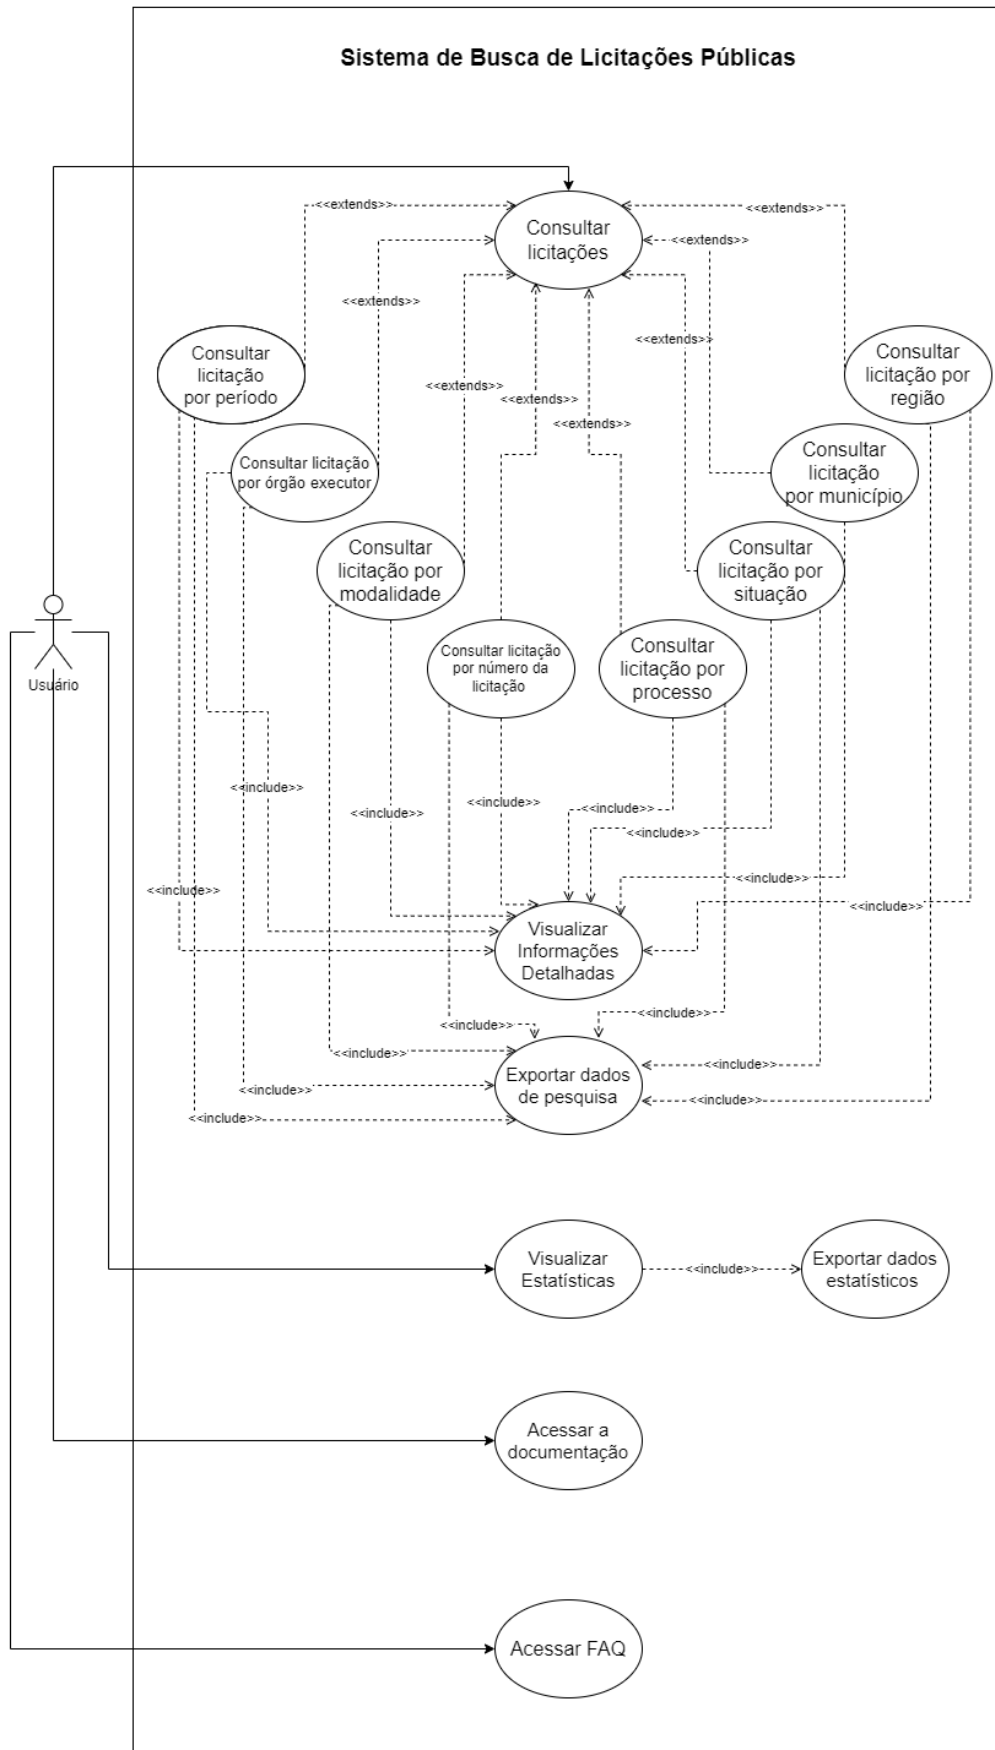 Sistema de Busca de Licitações Públicas
<<extends>>
<<extends>>
Consultar
licitações
<<extends>>
<<extends>>
<<extends>>
<<extends>>
<<extends>>
<<extends>>
Consultar
licitação
por período
Consultar
licitação por
região
Consultar licitação
por órgão executor
Consultar
licitação
por município
Consultar
licitação por
modalidade
Consultar
licitação por
situação
Consultar licitação
por número da
licitação
Consultar
licitação por
processo
Usuário
<<include>>
<<include>>
<<include>>
<<include>>
<<include>>
<<include>>
<<include>>
<<include>>
Visualizar
Informações
Detalhadas
<<include>>
<<include>>
<<include>>
<<include>>
<<include>>
<<include>>
<<include>>
Exportar dados
de pesquisa
Visualizar
Estatísticas
<<include>>
Exportar dados
estatísticos
Acessar a
documentação
Acessar FAQ